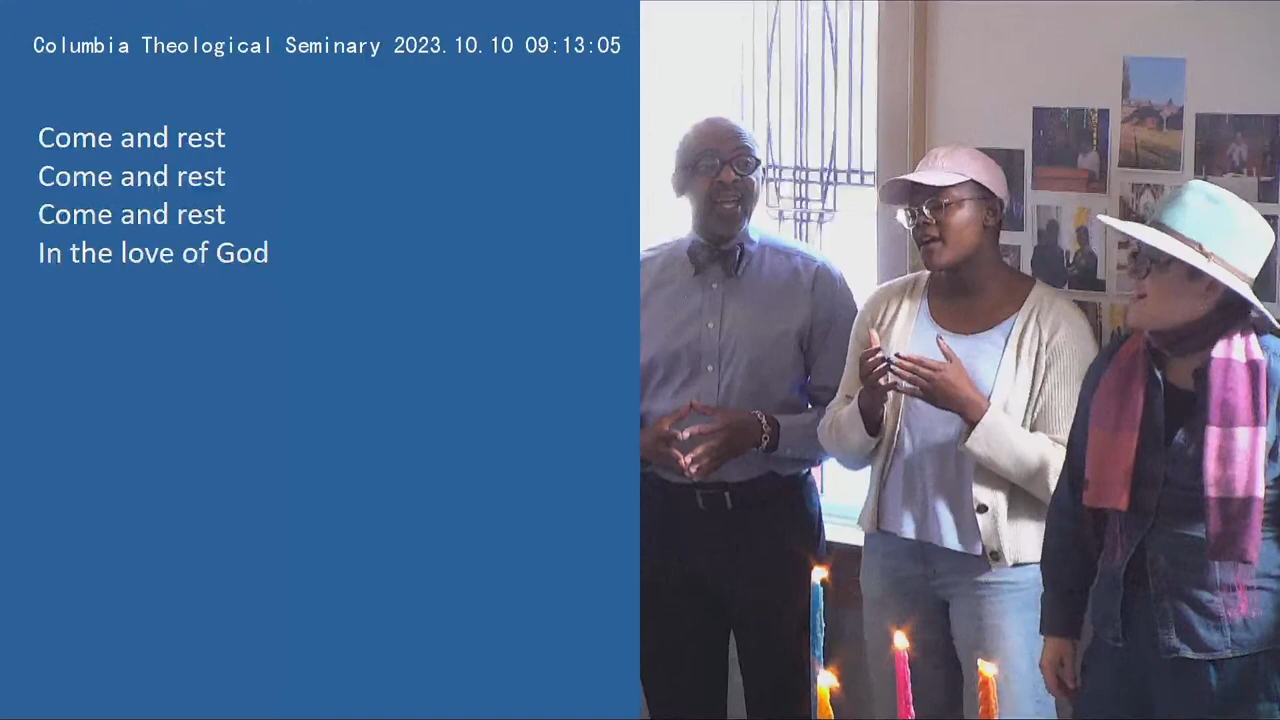 Columbia Theological Seminary 2023.10.10 09:13:05
Come and rest
Come and rest
Come and rest
In the love of God